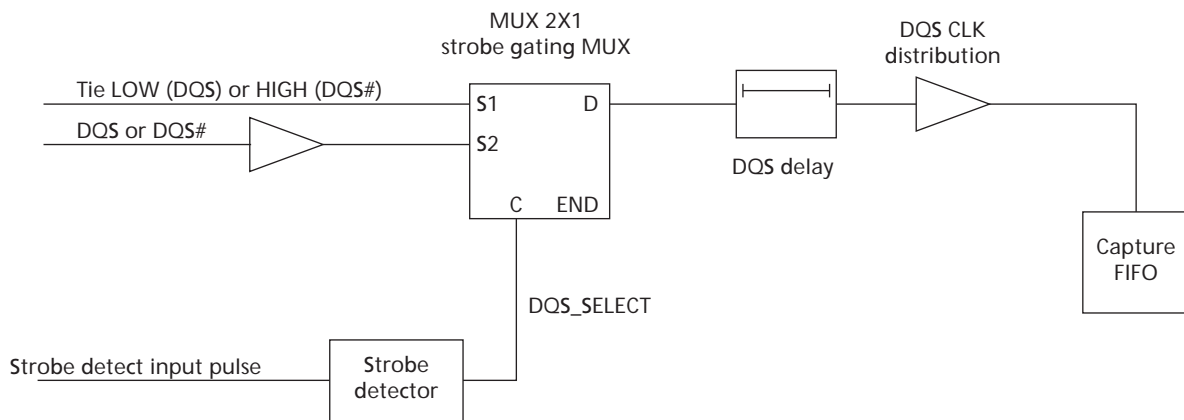 MUX 2X1
strobe gating MUX
DQS CLK
distribution
Tie LOW (DQS) or HIGH (DQS#)
S1
D
DQS or DQS#
S2
DQS delay
C
END
Capture
FIFO
DQS_SELECT
Strobe detect input pulse
Strobe
detector